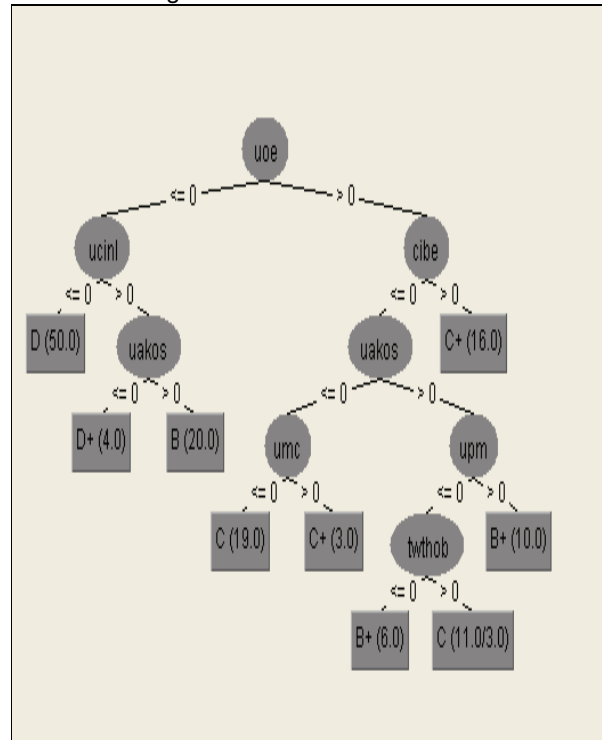 uoe
<= 0 > 0
ucinl cibe
<= 0 > 0 <= 0 > 0
D (50.0) uakos uakos C+ (16.0)
<= 0 > 0 <= 0 > 0
D+ (4.0) B (20.0) umc upm
<= 0 > 0 <= 0 > 0
C (19.0) C+ (3.0) twthob B+ (10.0)
<= 0 > 0
B+ (6.0) C (11.0/3.0)